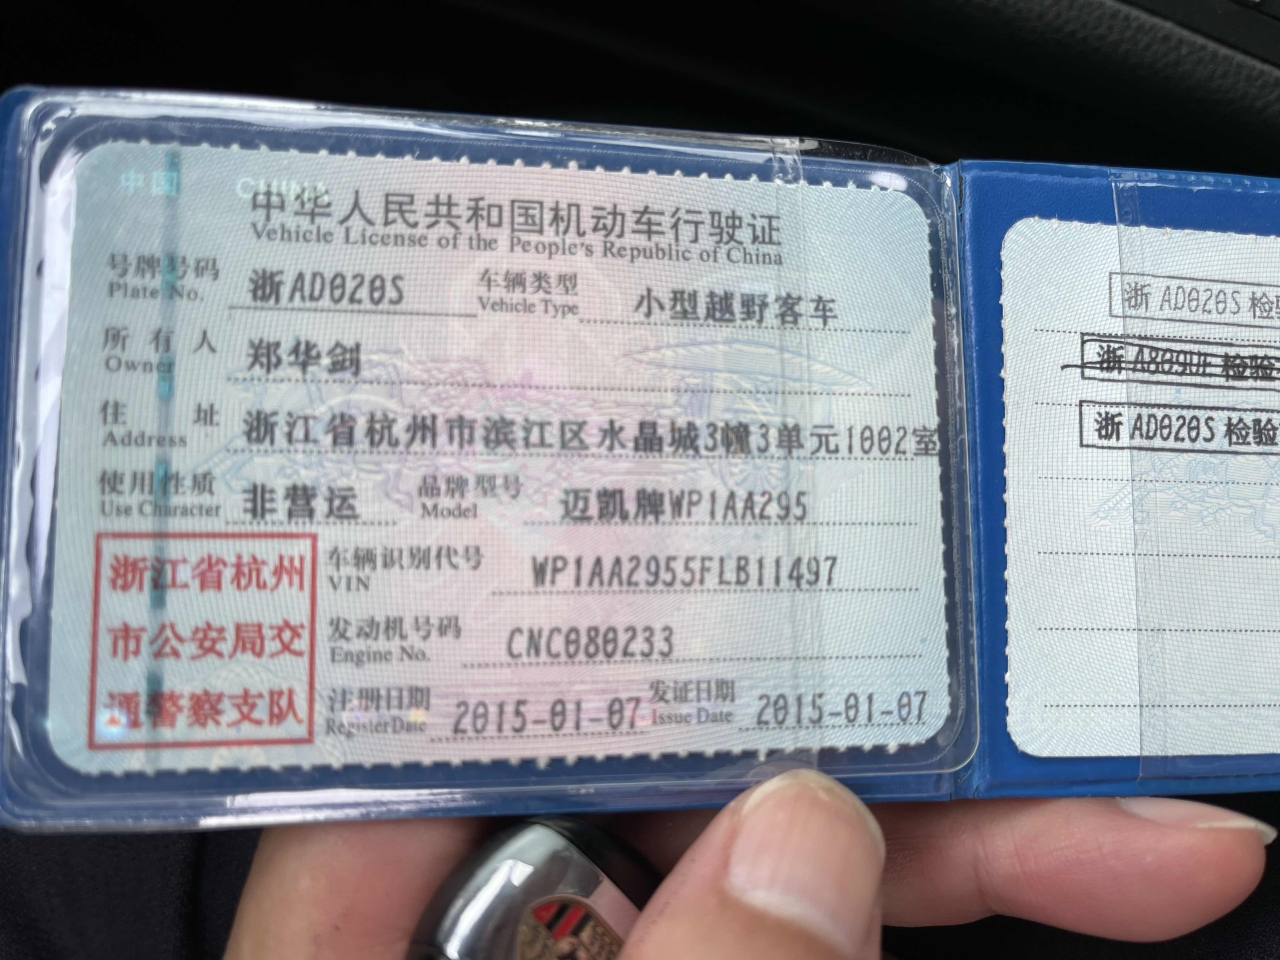 中国 CHINA
中华人民共和国机动车行驶证
Vehicle License of the People's Republic of China
号牌号码 浙AD020S 车辆类型 小型越野客车
Plate No. Vehicle Type
所有人 郑华剑
Owner
住址 浙江省杭州市滨江区水晶城3幢3单元1002室
Address
使用性质 非营运 品牌型号 迈凯牌WP1AA295
Use Character Model
浙江省杭州
市公安局交
通警察支队
车辆识别代号 WP1AA2955FLB11497
VIN
发动机号码 CNC080233
Engine No.
注册日期 2015-01-07 发证日期 2015-01-07
Register Date Issue Date
浙AD020S 检
检验
浙AD020S 检验